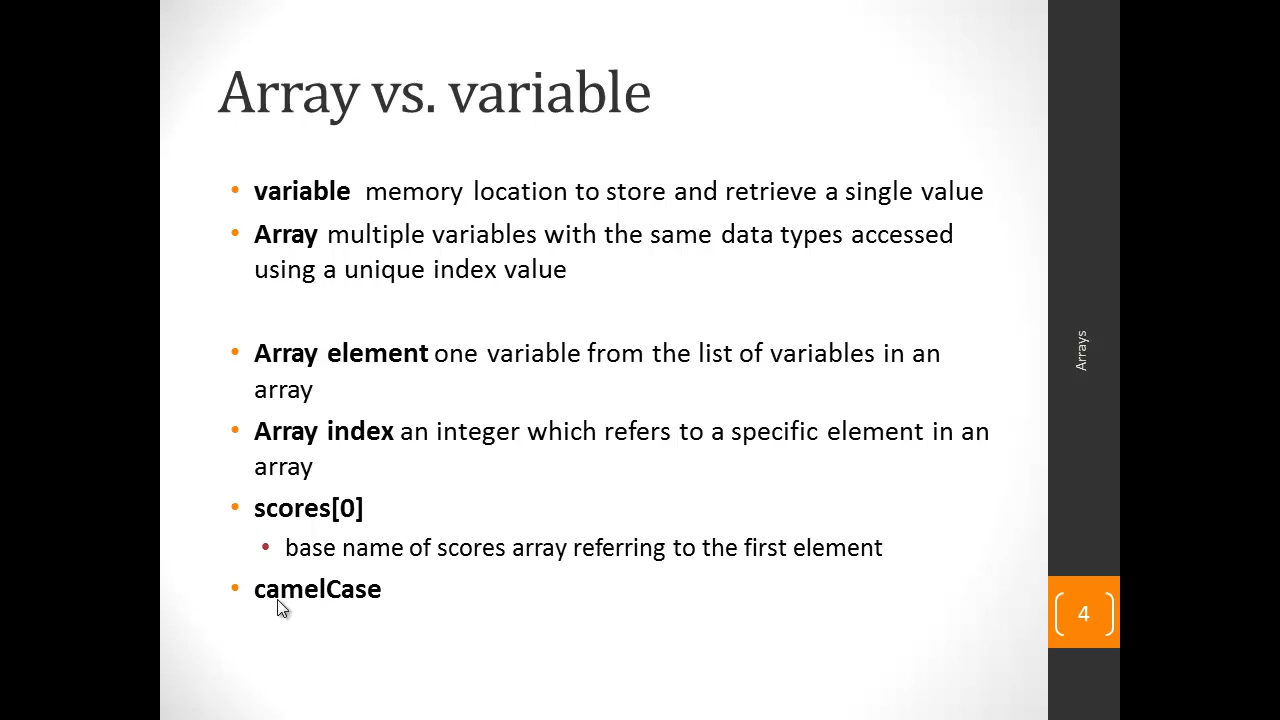 Array vs. variable
• variable memory location to store and retrieve a single value
• Array multiple variables with the same data types accessed
using a unique index value
• Array element one variable from the list of variables in an
array
• Array index an integer which refers to a specific element in an
array
• scores[0]
• base name of scores array referring to the first element
• camelCase
Arrays
4